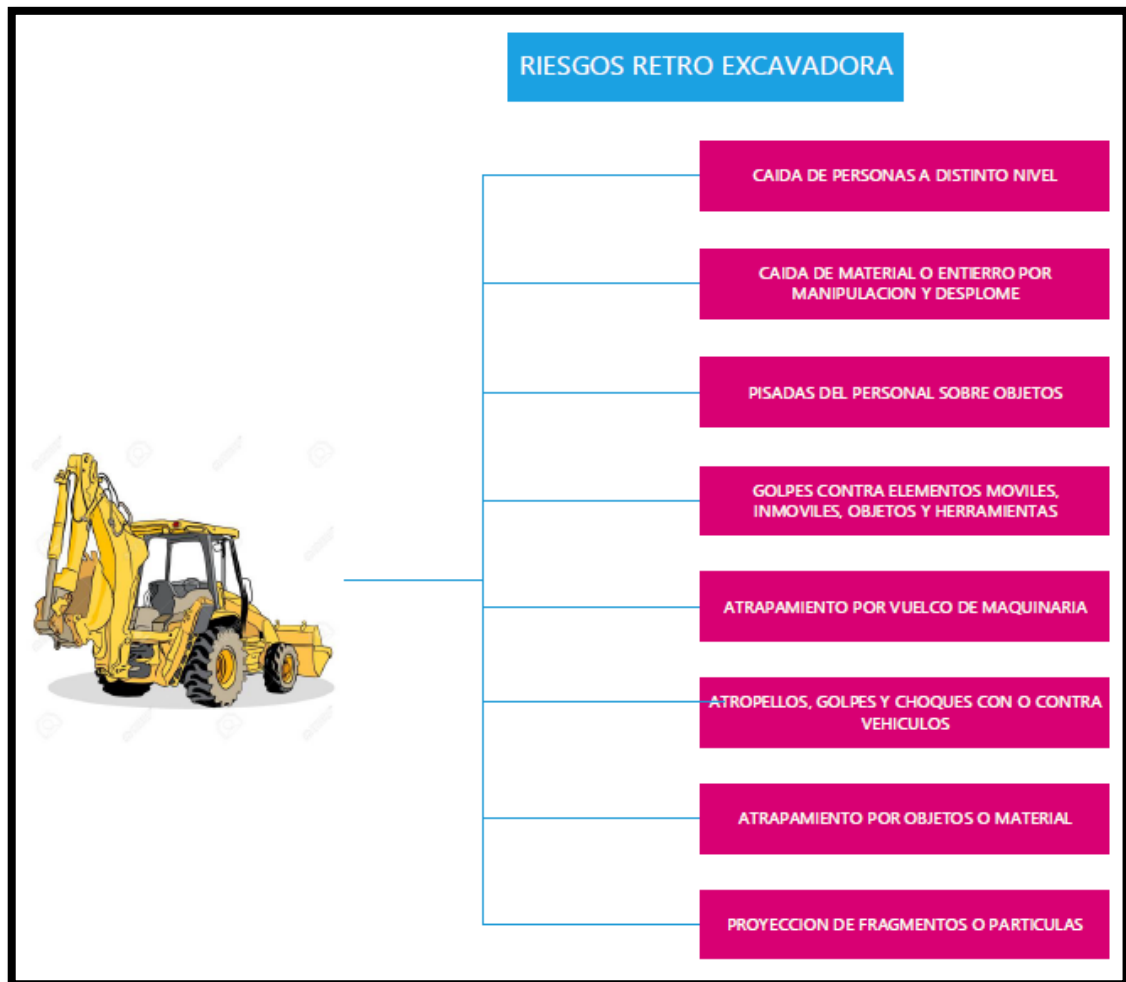 RIESGOS RETRO EXCAVADORA
CAIDA DE PERSONAS A DISTINTO NIVEL
CAIDA DE MATERIAL O ENTIERRO POR
MANIPULACION Y DESPLOME
PISADAS DEL PERSONAL SOBRE OBJETOS
GOLPES CONTRA ELEMENTOS MOVILES,
INMOVILES, OBJETOS Y HERRAMIENTAS
ATRAPAMIENTO POR VUELCO DE MAQUINARIA
ATROPELLOS, GOLPES Y CHOQUES CON O CONTRA
VEHICULOS
ATRAPAMIENTO POR OBJETOS O MATERIAL
PROYECCION DE FRAGMENTOS O PARTICULAS